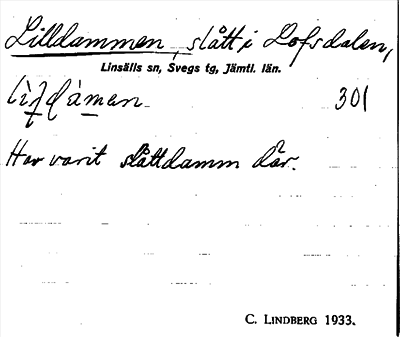 Lilldammen, slått i Lofsdalen,
Linsälls sn, Svegs tg, Jämtl. län.
301
Har varit slåttdamm där.
C. LINDBERG 1933.